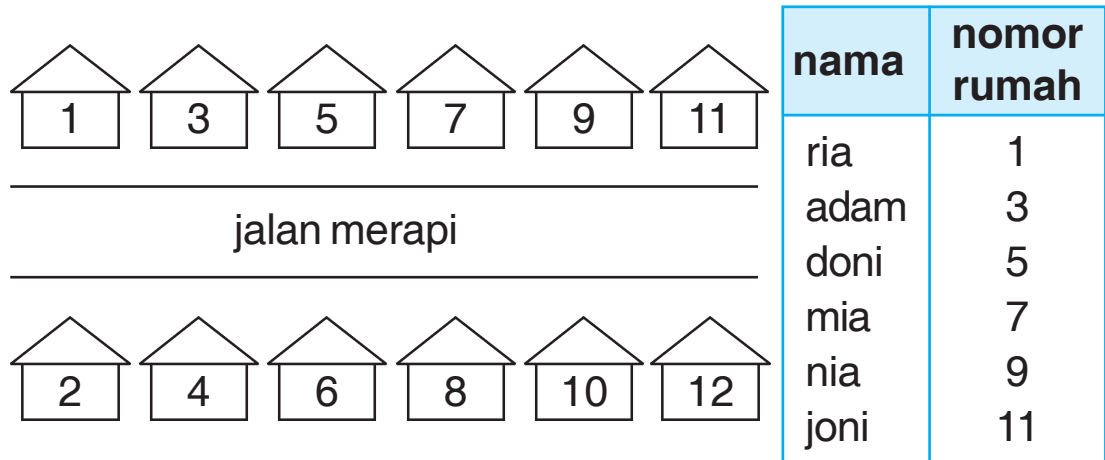 1 3 5 7 9 11
jalan merapi
2 4 6 8 10 12
nama nomor rumah
ria 1
adam 3
doni 5
mia 7
nia 9
joni 11